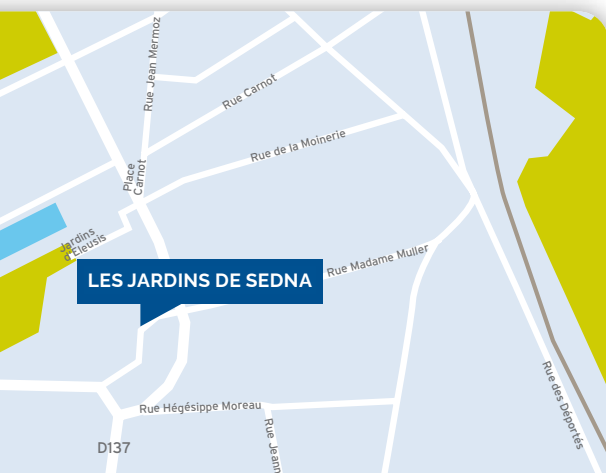 Rue Jean Mermoz
Rue Carnot
Rue de la Moinerie
Place
Carnot
Jardins
d'Eleusis
Rue Madame Muller
LES JARDINS DE SEDNA
Rue des Déportés
Rue Hégésippe Moreau
Rue Jeann
D137